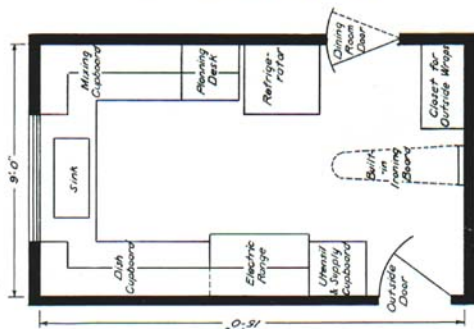 Mixing
Cupboard
Planning
Desk
Refrige-
rator
Dining
Room
Door
Closet for
Outside Wraps
9'-0"
Sink
Built-
in
Ironing
Board
Dish
Cupboard
Electric
Range
Utensil
& Supply
Cupboard
Outside
Door
15'-0"